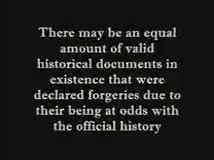 There may be an equal
amount of valid
historical documents in
existence that were
declared forgeries due to
their being at odds with
the official history